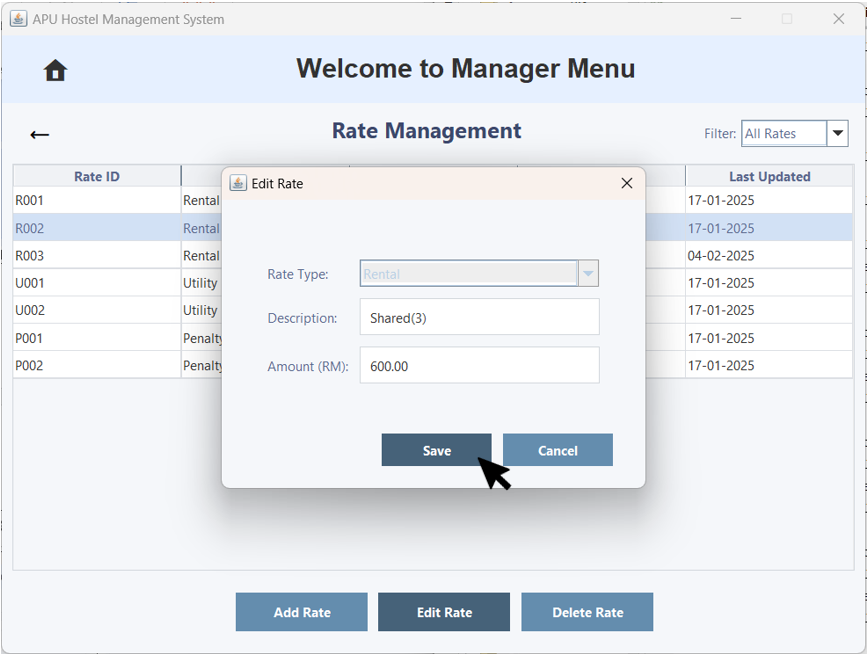 APU Hostel Management System
Welcome to Manager Menu
Rate Management
Filter: All Rates
Rate ID Last Updated
R001 Rental 17-01-2025
R002 Rental 17-01-2025
R003 Rental 04-02-2025
U001 Utility 17-01-2025
U002 Utility 17-01-2025
P001 Penalty 17-01-2025
P002 Penalty 17-01-2025
Edit Rate
Rate Type: Rental
Description: Shared(3)
Amount (RM): 600.00
Save Cancel
Add Rate Edit Rate Delete Rate